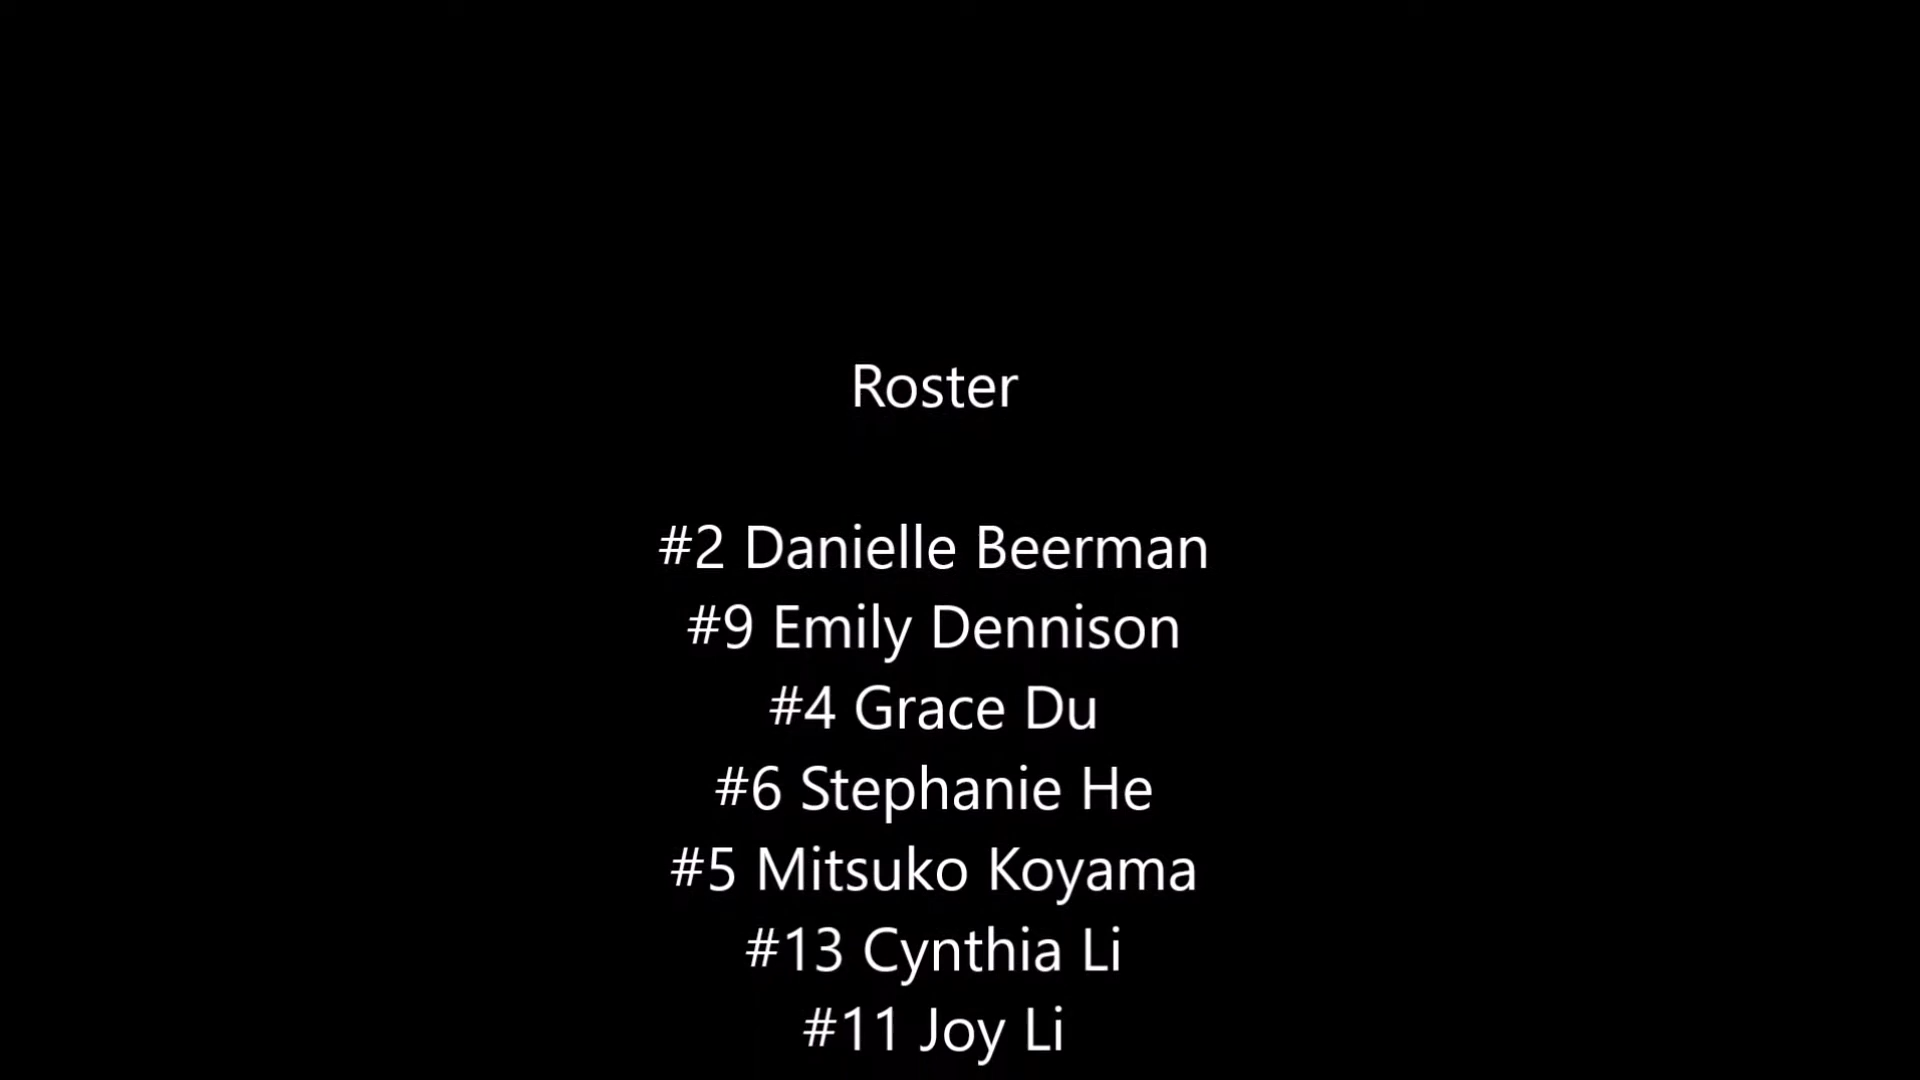 Roster
#2 Danielle Beerman
#9 Emily Dennison
#4 Grace Du
#6 Stephanie He
#5 Mitsuko Koyama
#13 Cynthia Li
#11 Joy Li